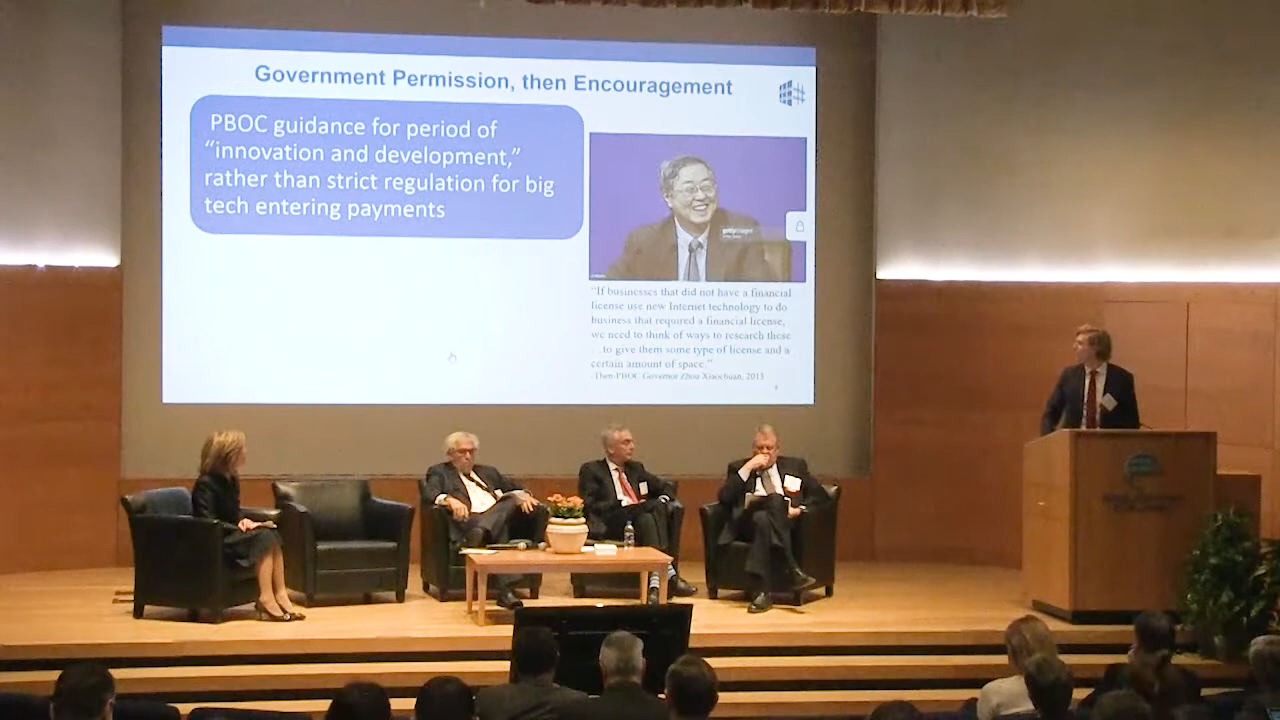 Government Permission, then Encouragement
PBOC guidance for period of
“innovation and development,”
rather than strict regulation for big
tech entering payments
gettyimages
“If businesses that did not have a financial
license use new Internet technology to do
business that required a financial license,
we need to think of ways to research these
to give them some type of license and a
certain amount of space.”
Then-PBOC Governor Zhou Xiaochuan, 2013